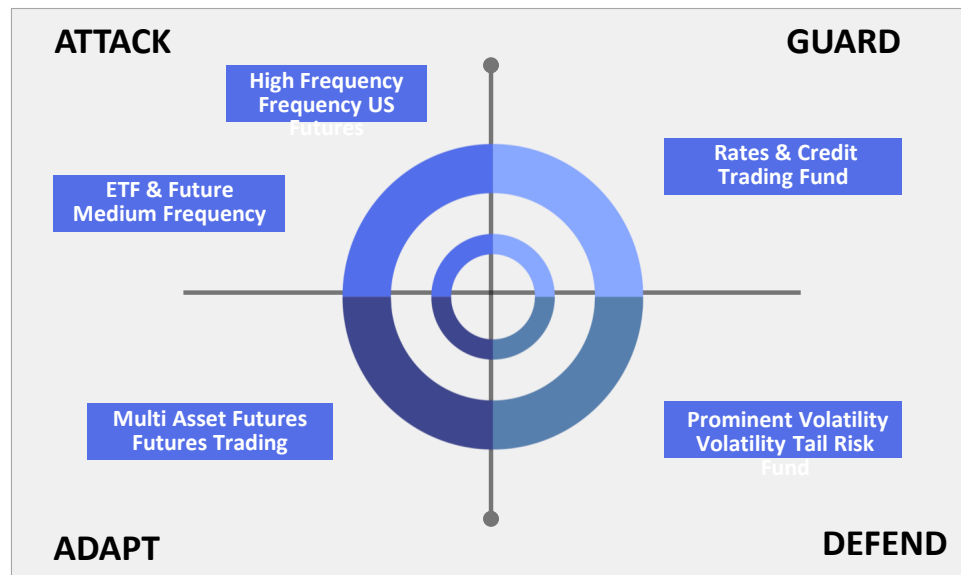 ATTACK
GUARD
High Frequency
Frequency US
Futures
Rates & Credit
Trading Fund
ETF & Future
Medium Frequency
Multi Asset Futures
Futures Trading
Prominent Volatility
Volatility Tail Risk
Fund
ADAPT
DEFEND